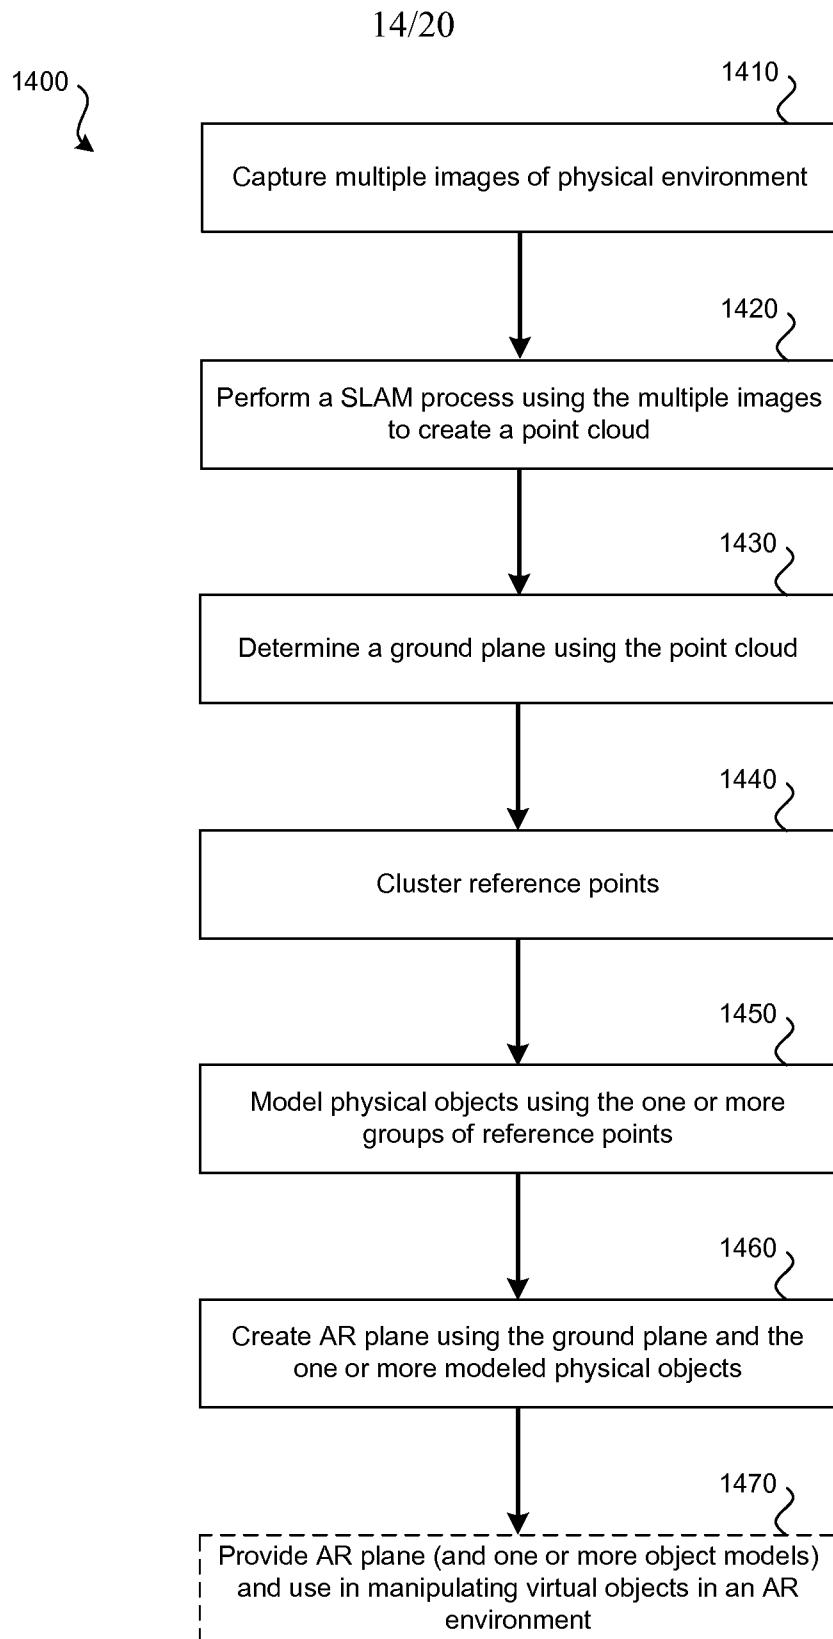 14/20
1400
1410
Capture multiple images of physical environment
1420
Perform a SLAM process using the multiple images
to create a point cloud
1430
Determine a ground plane using the point cloud
1440
Cluster reference points
1450
Model physical objects using the one or more
groups of reference points
1460
Create AR plane using the ground plane and the
one or more modeled physical objects
1470
Provide AR plane (and one or more object models)
and use in manipulating virtual objects in an AR
environment